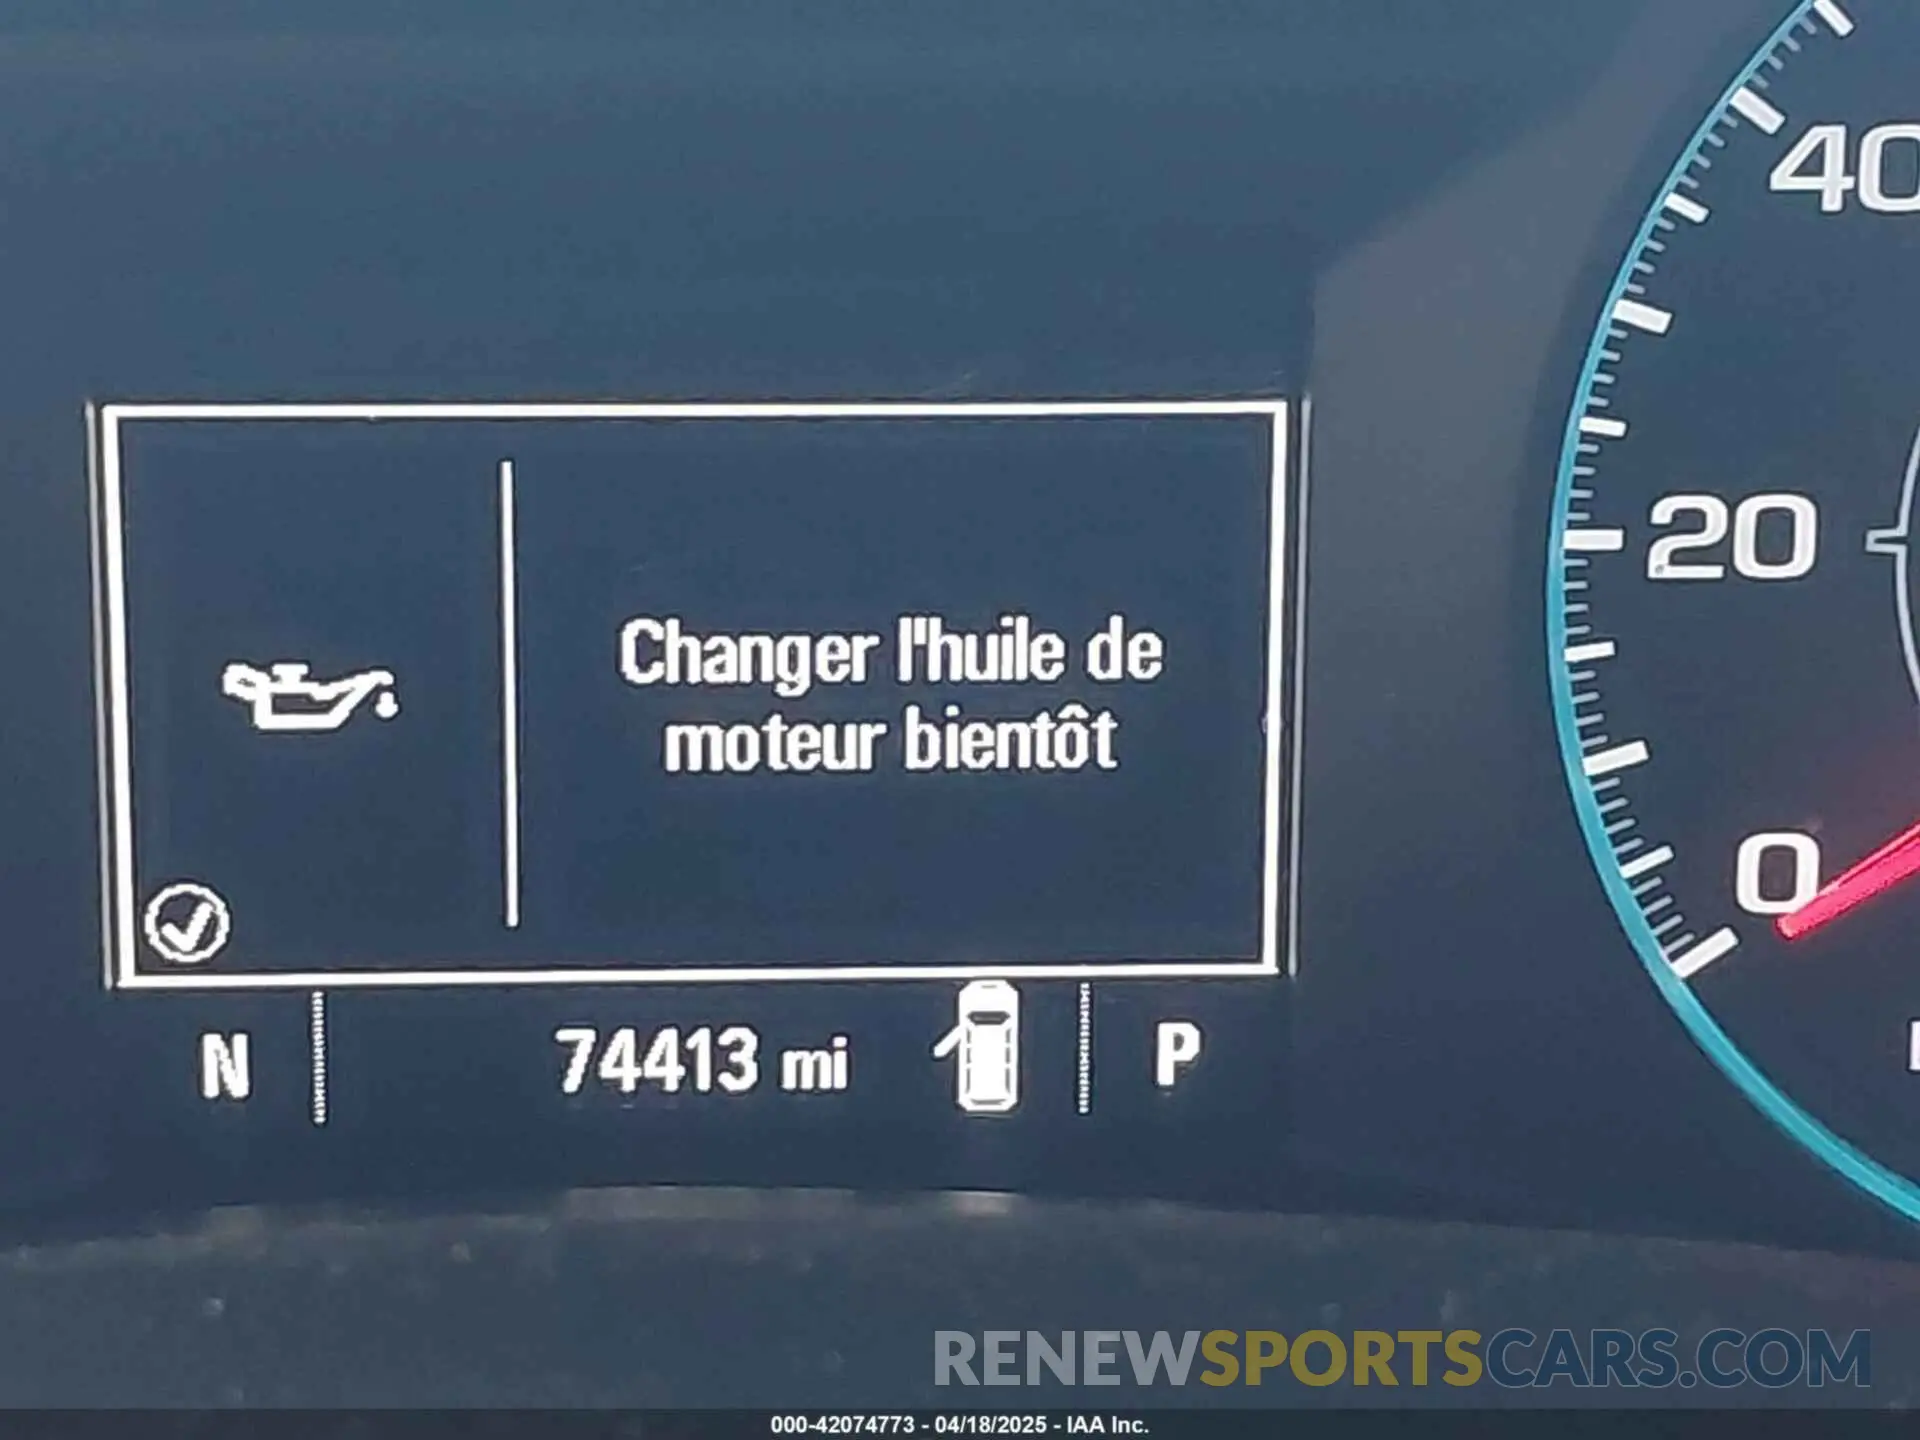 40
20
0
Changer l'huile de
moteur bientôt
N
74413 mi
P
RENEWSPORTSCARS.COM
000-42074773 - 04/18/2025 - IAA Inc.